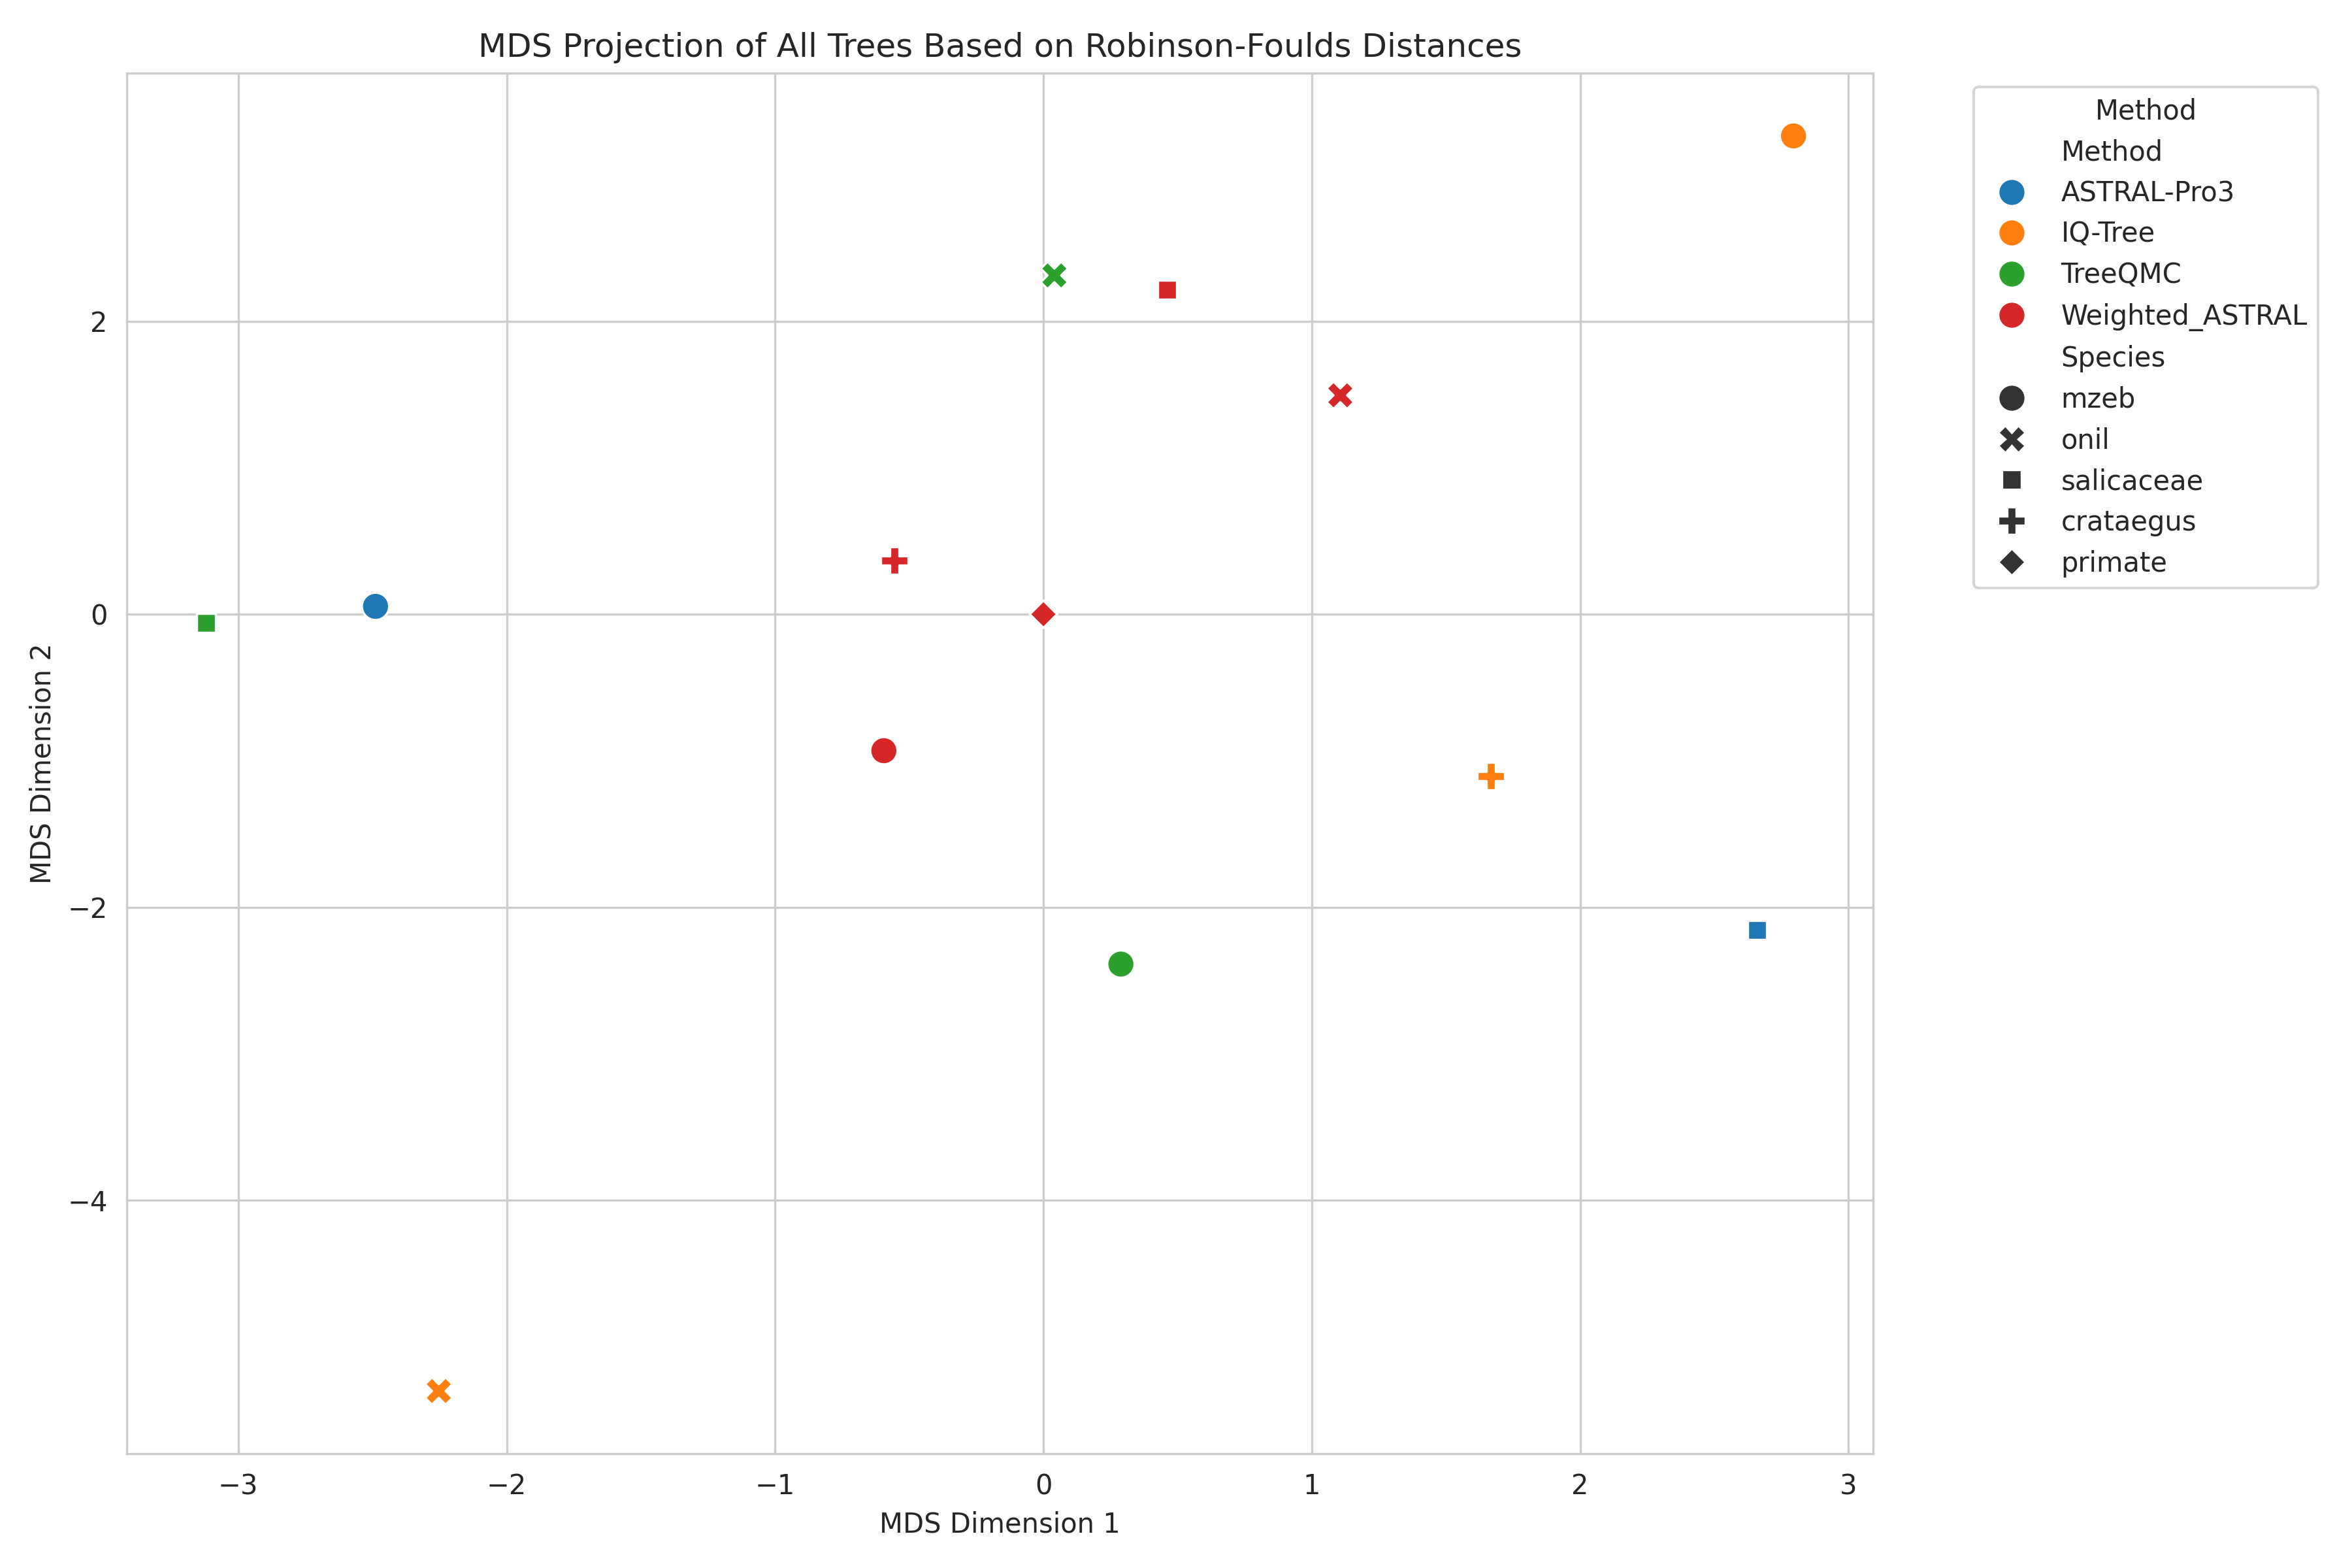 MDS Projection of All Trees Based on Robinson-Foulds Distances
Method
Method
ASTRAL-Pro3
IQ-Tree
TreeQMC
Weighted_ASTRAL
Species
mzeb
onil
salicaceae
crataegus
primate
MDS Dimension 2
2
0
−2
−4
−3
−2
−1
0
1
2
3
MDS Dimension 1